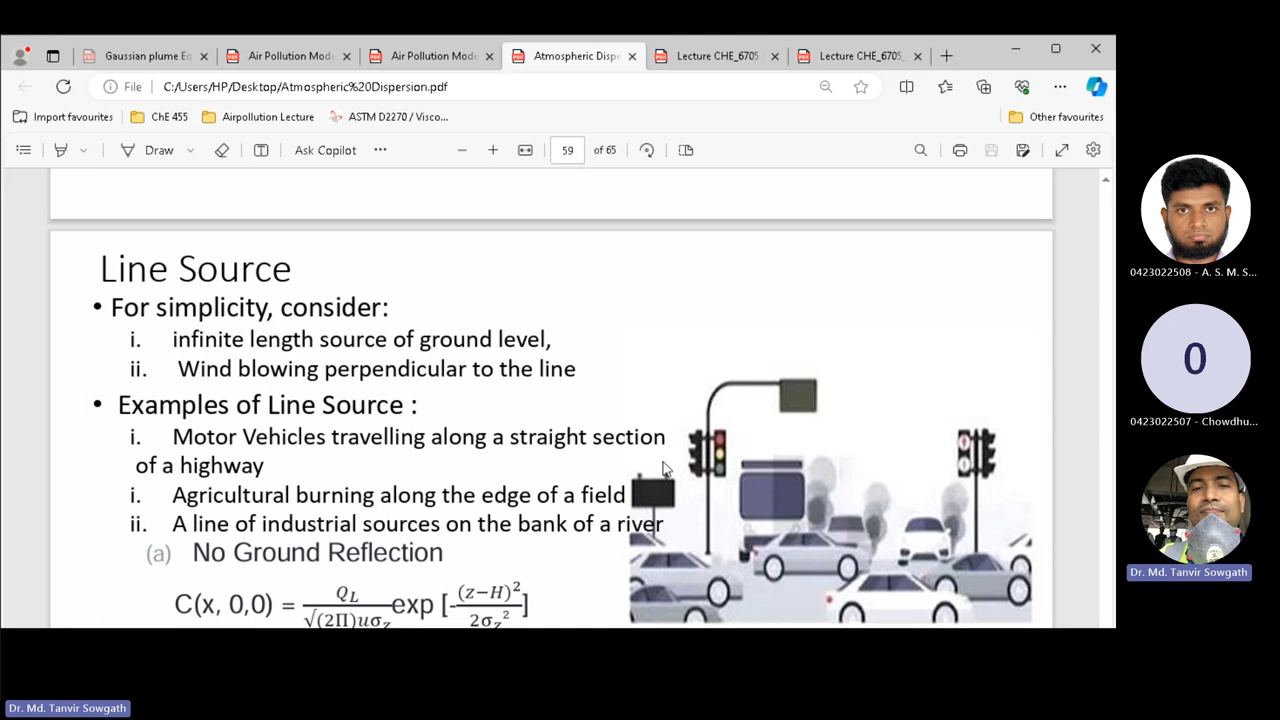 Gaussian plume Eq
Air Pollution Mode
Air Pollution Mode
Atmospheric Dispe
Lecture CHE_6705
Lecture CHE_6705_
File
C:/Users/HP/Desktop/Atmospheric%20Dispersion.pdf
Import favourites
ChE 455
Airpollution Lecture
ASTM D2270 / Visco...
Other favourites
Draw
Ask Copilot
59 of 65
Line Source
• For simplicity, consider:
i. infinite length source of ground level,
ii. Wind blowing perpendicular to the line
• Examples of Line Source :
i. Motor Vehicles travelling along a straight section
of a highway
i. Agricultural burning along the edge of a field
ii. A line of industrial sources on the bank of a river
(a) No Ground Reflection
C(x, 0,0) = Q_L / √(2Π)uσ_z exp [-(z−H)²/2σ_z²]
0423022508 - A. S. M. S...
0
0423022507 - Chowdhu...
Dr. Md. Tanvir Sowgath
Dr. Md. Tanvir Sowgath